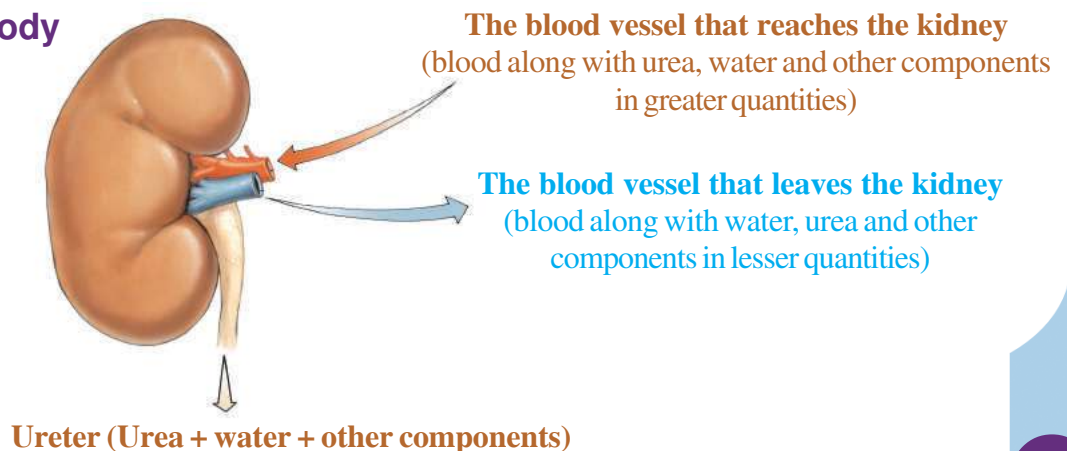 ody
The blood vessel that reaches the kidney
(blood along with urea, water and other components
in greater quantities)
The blood vessel that leaves the kidney
(blood along with water, urea and other
components in lesser quantities)
Ureter (Urea + water + other components)